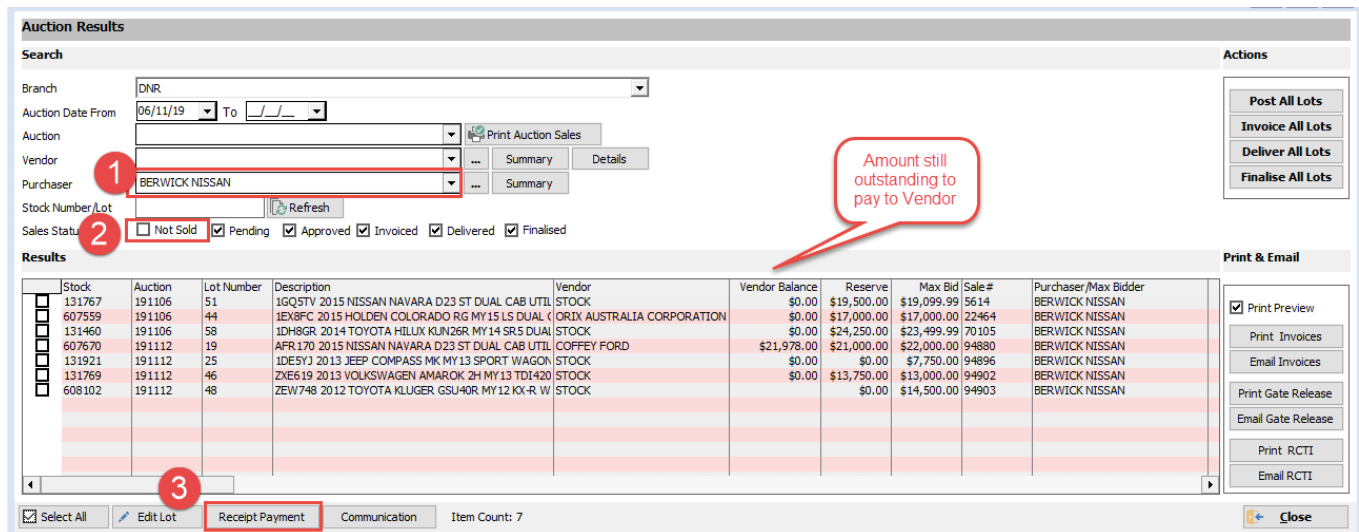 Auction Results
Search
Actions
Branch DNR
Auction Date From 06/11/19 To __/__/__
Auction Print Auction Sales
Vendor ... Summary Details
1
Purchaser BERWICK NISSAN ... Summary
Stock Number/Lot Refresh
2
Sales Statu Not Sold Pending Approved Invoiced Delivered Finalised
Amount still
outstanding to
pay to Vendor
Post All Lots
Invoice All Lots
Deliver All Lots
Finalise All Lots
Results
Print & Email
Stock Auction Lot Number Description Vendor Vendor Balance Reserve Max Bid Sale # Purchaser/Max Bidder
131767 191106 51 1GQ5TV 2015 NISSAN NAVARA D23 ST DUAL CAB UTIL STOCK $0.00 $19,500.00 $19,099.99 5614 BERWICK NISSAN
607559 191106 44 1EX8FC 2015 HOLDEN COLORADO RG MY15 LS DUAL ( ORIX AUSTRALIA CORPORATION $0.00 $17,000.00 $17,000.00 22464 BERWICK NISSAN
131460 191106 58 1DH8GR 2014 TOYOTA HILUX KUN26R MY14 SR5 DUAL STOCK $0.00 $24,250.00 $23,499.99 70105 BERWICK NISSAN
607670 191112 19 AFR170 2015 NISSAN NAVARA D23 ST DUAL CAB UTIL COFFEY FORD $21,978.00 $21,000.00 $22,000.00 94880 BERWICK NISSAN
131921 191112 25 1DE5YJ 2013 JEEP COMPASS MK MY13 SPORT WAGON STOCK $0.00 $0.00 $7,750.00 94896 BERWICK NISSAN
131769 191112 46 ZXE619 2013 VOLKSWAGEN AMAROK 2H MY13 TDI420 STOCK $0.00 $13,750.00 $13,000.00 94902 BERWICK NISSAN
608102 191112 48 ZEW748 2012 TOYOTA KLUGER GSU40R MY12 KX-R W STOCK $0.00 $14,500.00 94903 BERWICK NISSAN
Print Preview
Print Invoices
Email Invoices
Print Gate Release
Email Gate Release
Print RCTI
Email RCTI
3
Select All Edit Lot Receipt Payment Communication Item Count: 7 Close